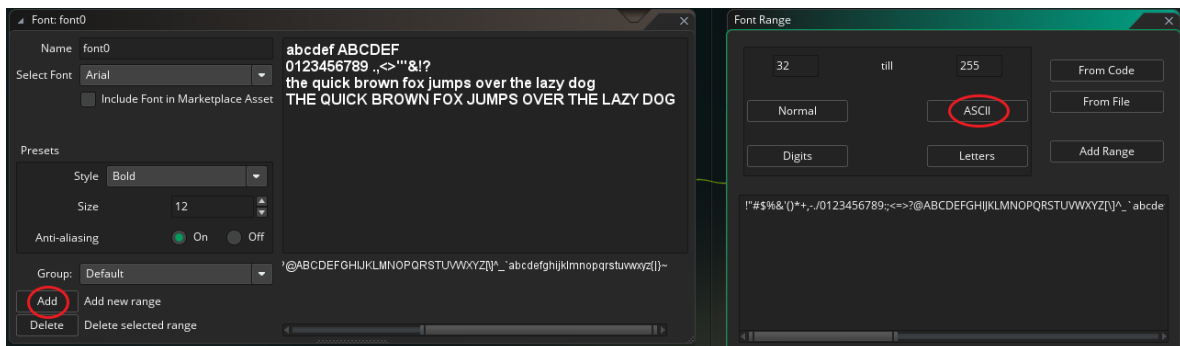 Font: font0
Name font0
Select Font Arial
Include Font in Marketplace Asset
Presets
Style Bold
Size 12
Anti-aliasing On Off
Group: Default
Add Add new range
Delete Delete selected range
abcdef ABCDEF
0123456789 .,<>"'&!?
the quick brown fox jumps over the lazy dog
THE QUICK BROWN FOX JUMPS OVER THE LAZY DOG
?@ABCDEFGHIJKLMNOPQRSTUVWXYZ[\]^_`abcdefghijklmnopqrstuvwxyz{|}~
Font Range
32 till 255
Normal ASCII
Digits Letters
From Code
From File
Add Range
!"#$%&'()*+,-./0123456789:;<=>?@ABCDEFGHIJKLMNOPQRSTUVWXYZ[\]^_`abcde